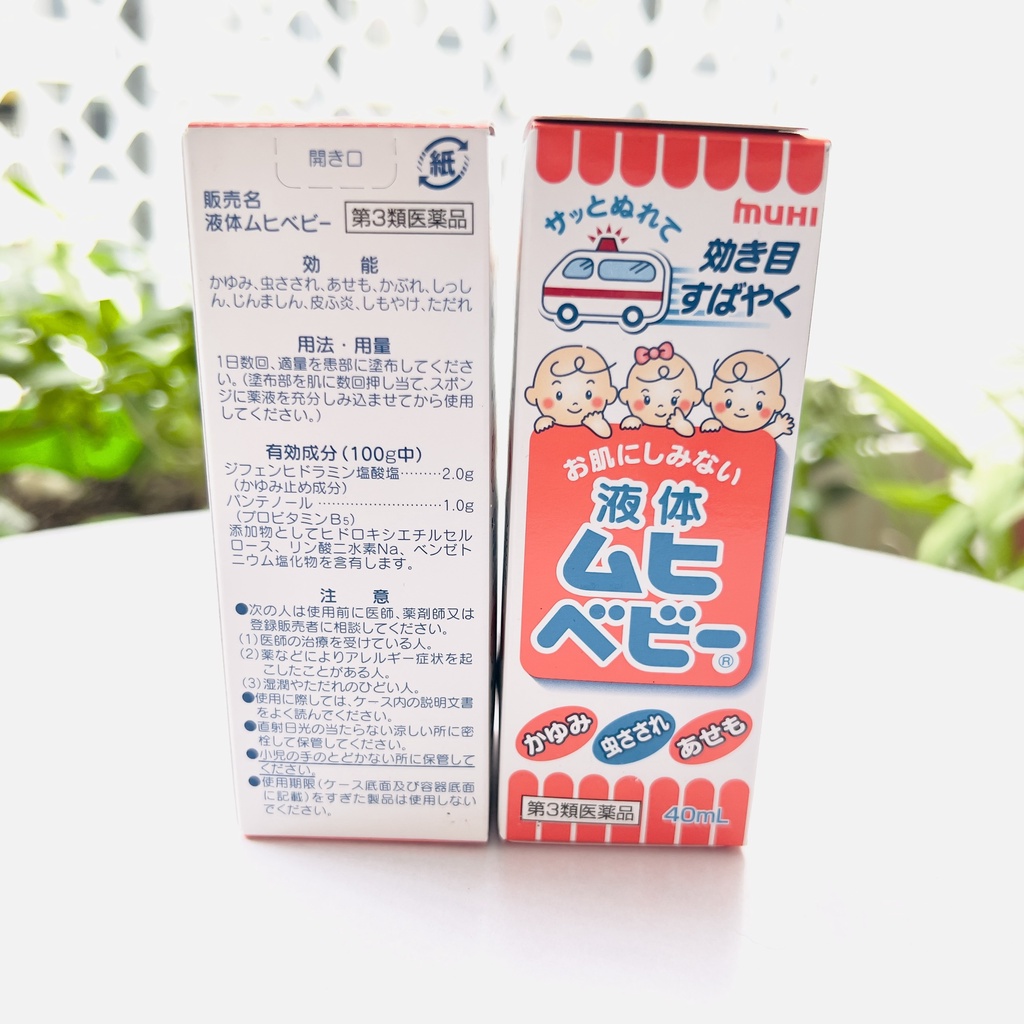 開き口
紙
販売名
液体ムヒベビー 第3類医薬品
効 能
かゆみ、虫さされ、あせも、かぶれ、しっし
ん、じんましん、皮ふ炎、しもやけ、ただれ
用法・用量
1日数回、適量を患部に塗布してくださ
い。(塗布部を肌に数回押し当て、スポン
ジに薬液を充分しみ込ませてから使用
してください。)
有効成分(100g中)
ジフェンヒドラミン塩酸塩………2.0g
(かゆみ止め成分)
パンテノール…………………………1.0g
(プロビタミンB5)
添加物としてヒドロキシエチルセル
ロース、リン酸二水素Na、ベンゼト
ニウム塩化物を含有します。
注 意
●次の人は使用前に医師、薬剤師又は
登録販売者に相談してください。
(1)医師の治療を受けている人。
(2)薬などによりアレルギー症状を起
こしたことがある人。
(3)湿潤やただれのひどい人。
●使用に際しては、ケース内の説明文書
をよく読んでください。
●直射日光の当たらない涼しい所に密
栓して保管してください。
●小児の手のとどかない所に保管して
ください。
●使用期限(ケース底面及び容器底面
に記載)をすぎた製品は使用しない
でください。
MUHI
サッとぬれて
効き目
すばやく
お肌にしみない
液体
ムヒ
ベビー®
かゆみ 虫さされ あせも
第3類医薬品 40mL